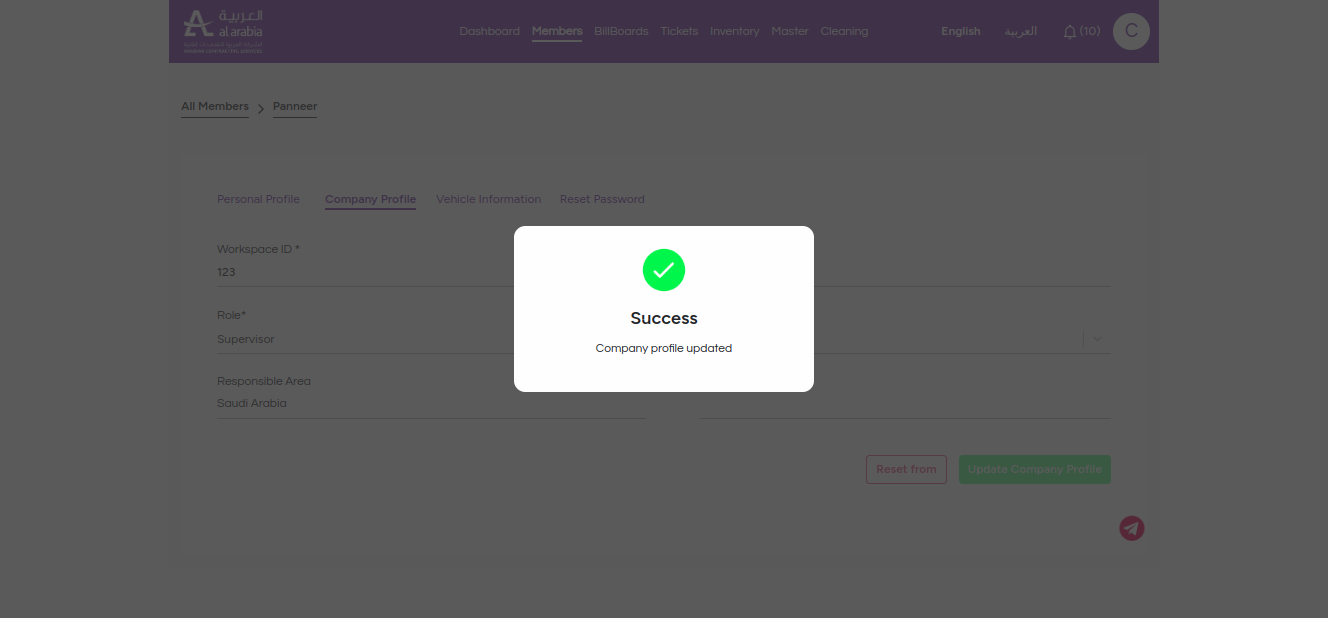 العربية
al arabia
Dashboard Members BillBoards Tickets Inventory Master Cleaning English العربية (10) C
All Members > Panneer
Personal Profile Company Profile Vehicle Information Reset Password
Workspace ID *
123
Role*
Supervisor
Responsible Area
Saudi Arabia
Success
Company profile updated
Reset from Update Company Profile